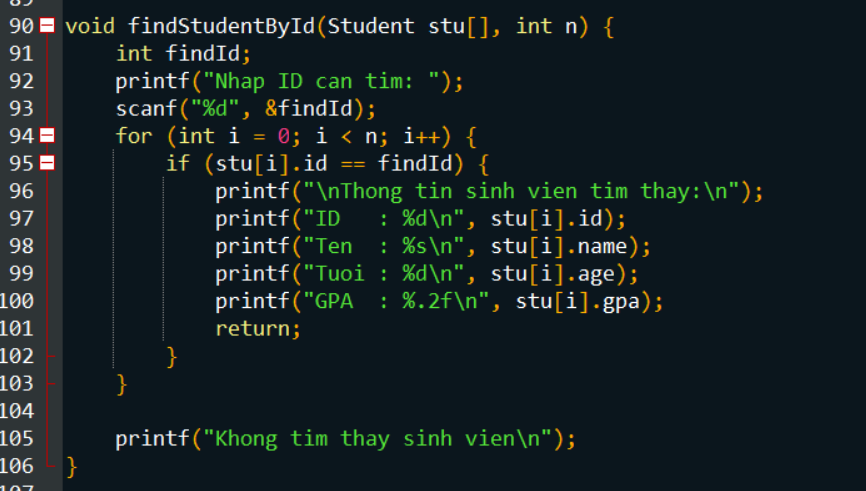 90 void findStudentById(Student stu[], int n) {
91     int findId;
92     printf("Nhap ID can tim: ");
93     scanf("%d", &findId);
94     for (int i = 0; i < n; i++) {
95         if (stu[i].id == findId) {
96             printf("\nThong tin sinh vien tim thay:\n");
97             printf("ID   : %d\n", stu[i].id);
98             printf("Ten  : %s\n", stu[i].name);
99             printf("Tuoi : %d\n", stu[i].age);
100             printf("GPA  : %.2f\n", stu[i].gpa);
101             return;
102         }
103     }
104
105     printf("Khong tim thay sinh vien\n");
106 }